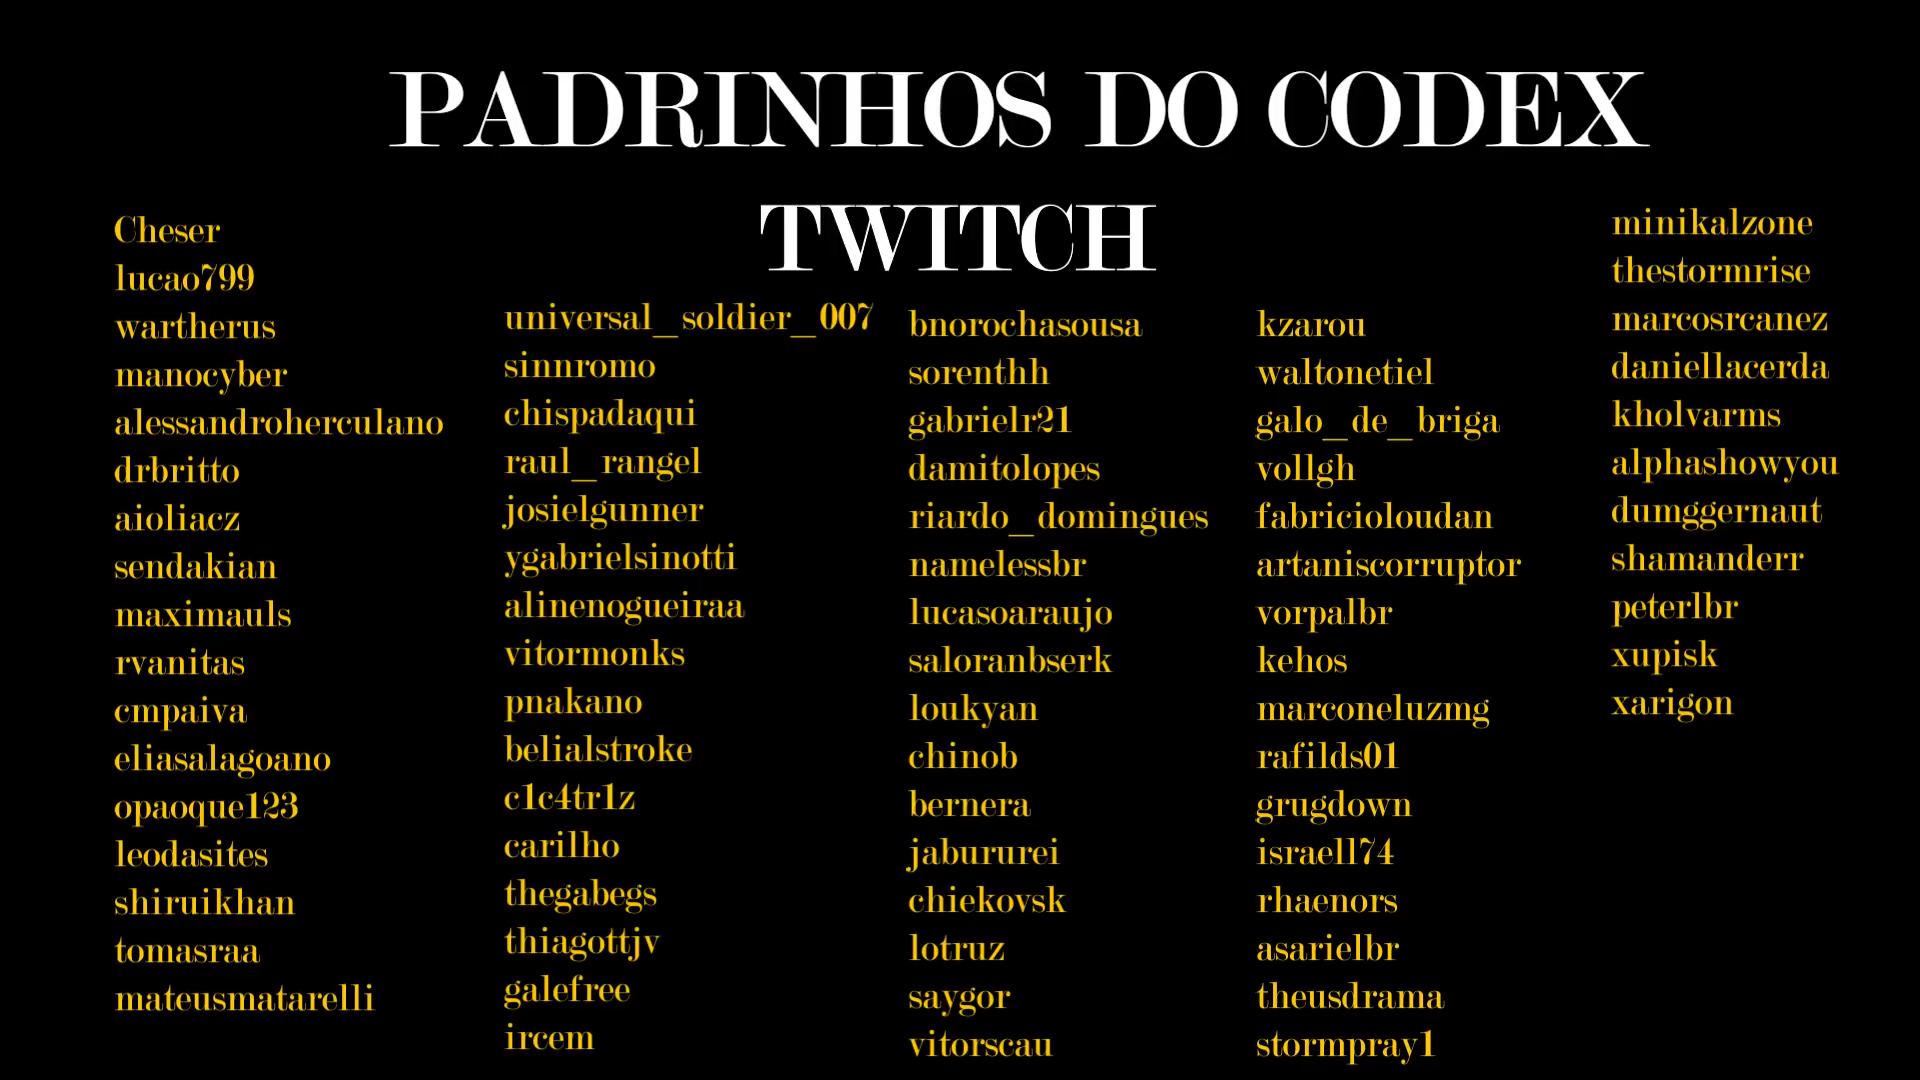 PADRINHOS DO CODEX
TWITCH
Cheser
lucao799
wartherus
manocyber
alessandroherculano
drbritto
aioliacz
sendakian
maximauls
rvanitas
cmpaiva
eliasalagoano
opaoque123
leodasites
shiruikhan
tomasraa
mateusmatarelli
universal_soldier_007
sinnromo
chispadaqui
raul_rangel
josielgunner
ygabrielsinotti
alinenogueiraa
vitormonks
pnakano
belialstroke
c1c4tr1z
carilho
thegabegs
thiagottjv
galefree
ircem
bnorochasousa
sorenthh
gabrielr21
damitolopes
riardo_domingues
namelessbr
lucasoaraujo
saloranbserk
loukyan
chinob
bernera
jabururei
chiekovsk
lotruz
saygor
vitorscau
kzarou
waltonetiel
galo_de_briga
vollgh
fabricioloudan
artaniscorruptor
vorpalbr
kehos
marconeluzmg
rafilds01
grugdown
israell74
rhaenors
asarielbr
theusdrama
stormpray1
minikalzone
thestormrise
marcosrcanez
daniellacerda
kholvarms
alphashowyou
dumggernaut
shamanderr
peterlbr
xupisk
xarigon